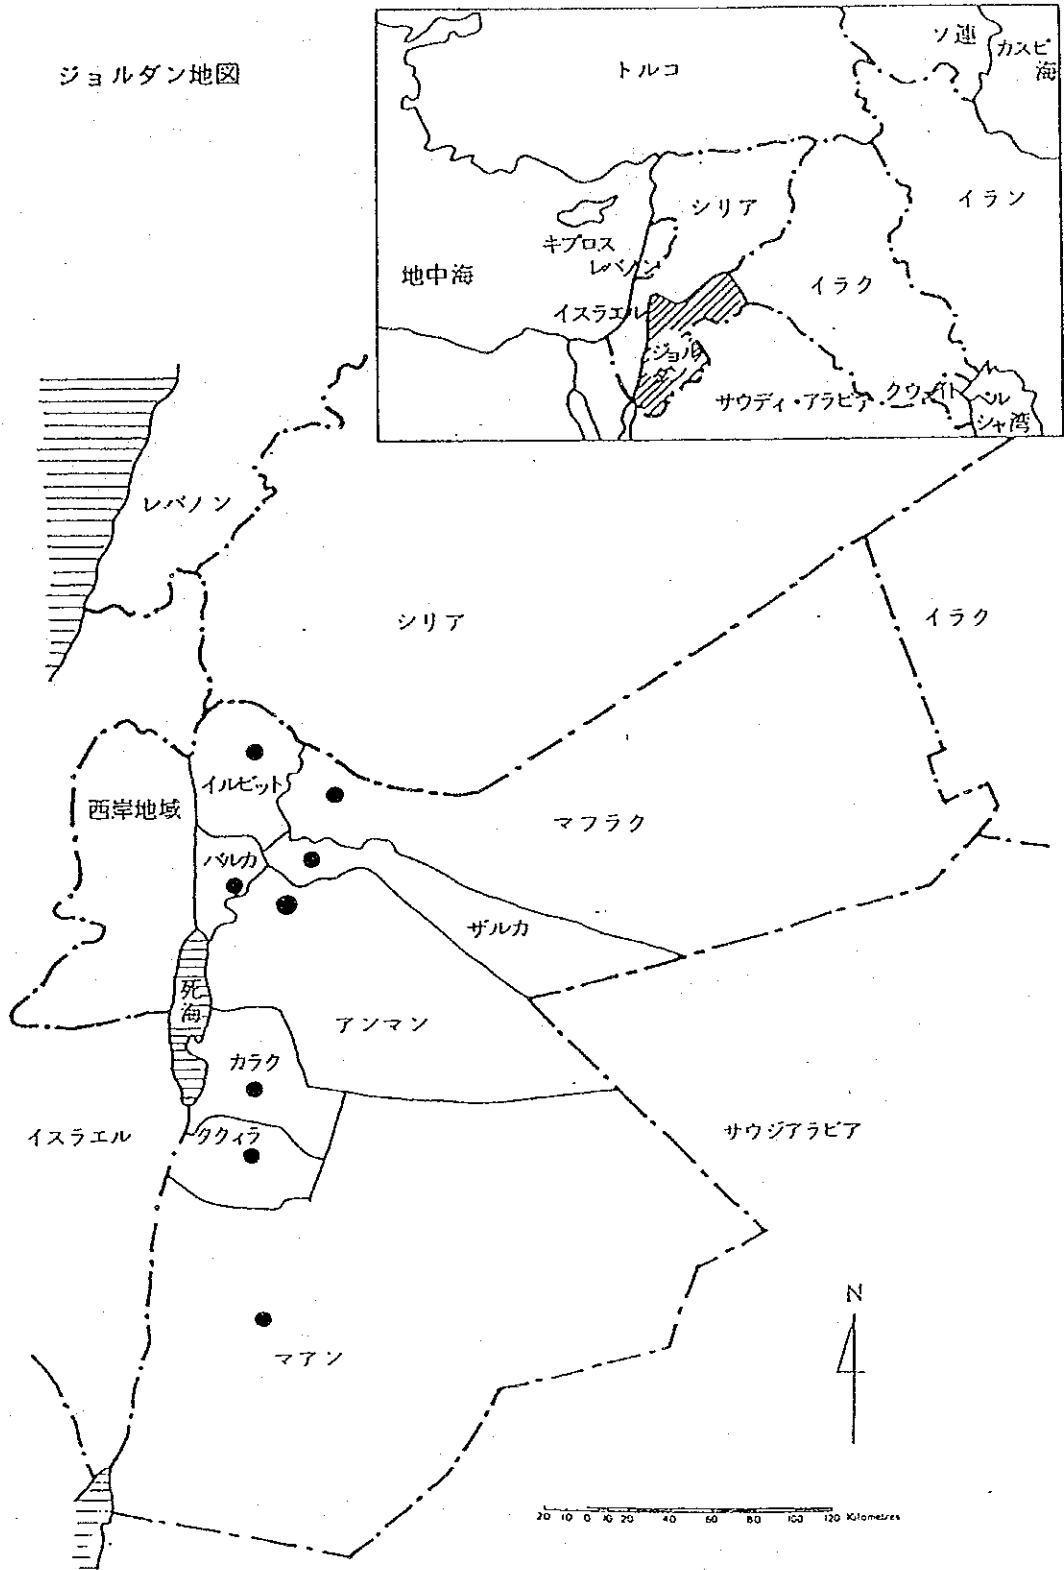 ジョルダン地図
トルコ
ソ連
カスピ海
シリア
イラン
キプロス
レバノン
地中海
イラク
イスラエル
ジョルダン
サウディ・アラビア
クウェイト
ペルシャ湾
レバノン
シリア
イラク
イルビット
西岸地域
マフラク
バルカ
ザルカ
死海
アンマン
カラク
イスラエル
タフィラ
サウジアラビア
マアン
N
20 10 0 10 20 40 60 80 100 120 Kilometres